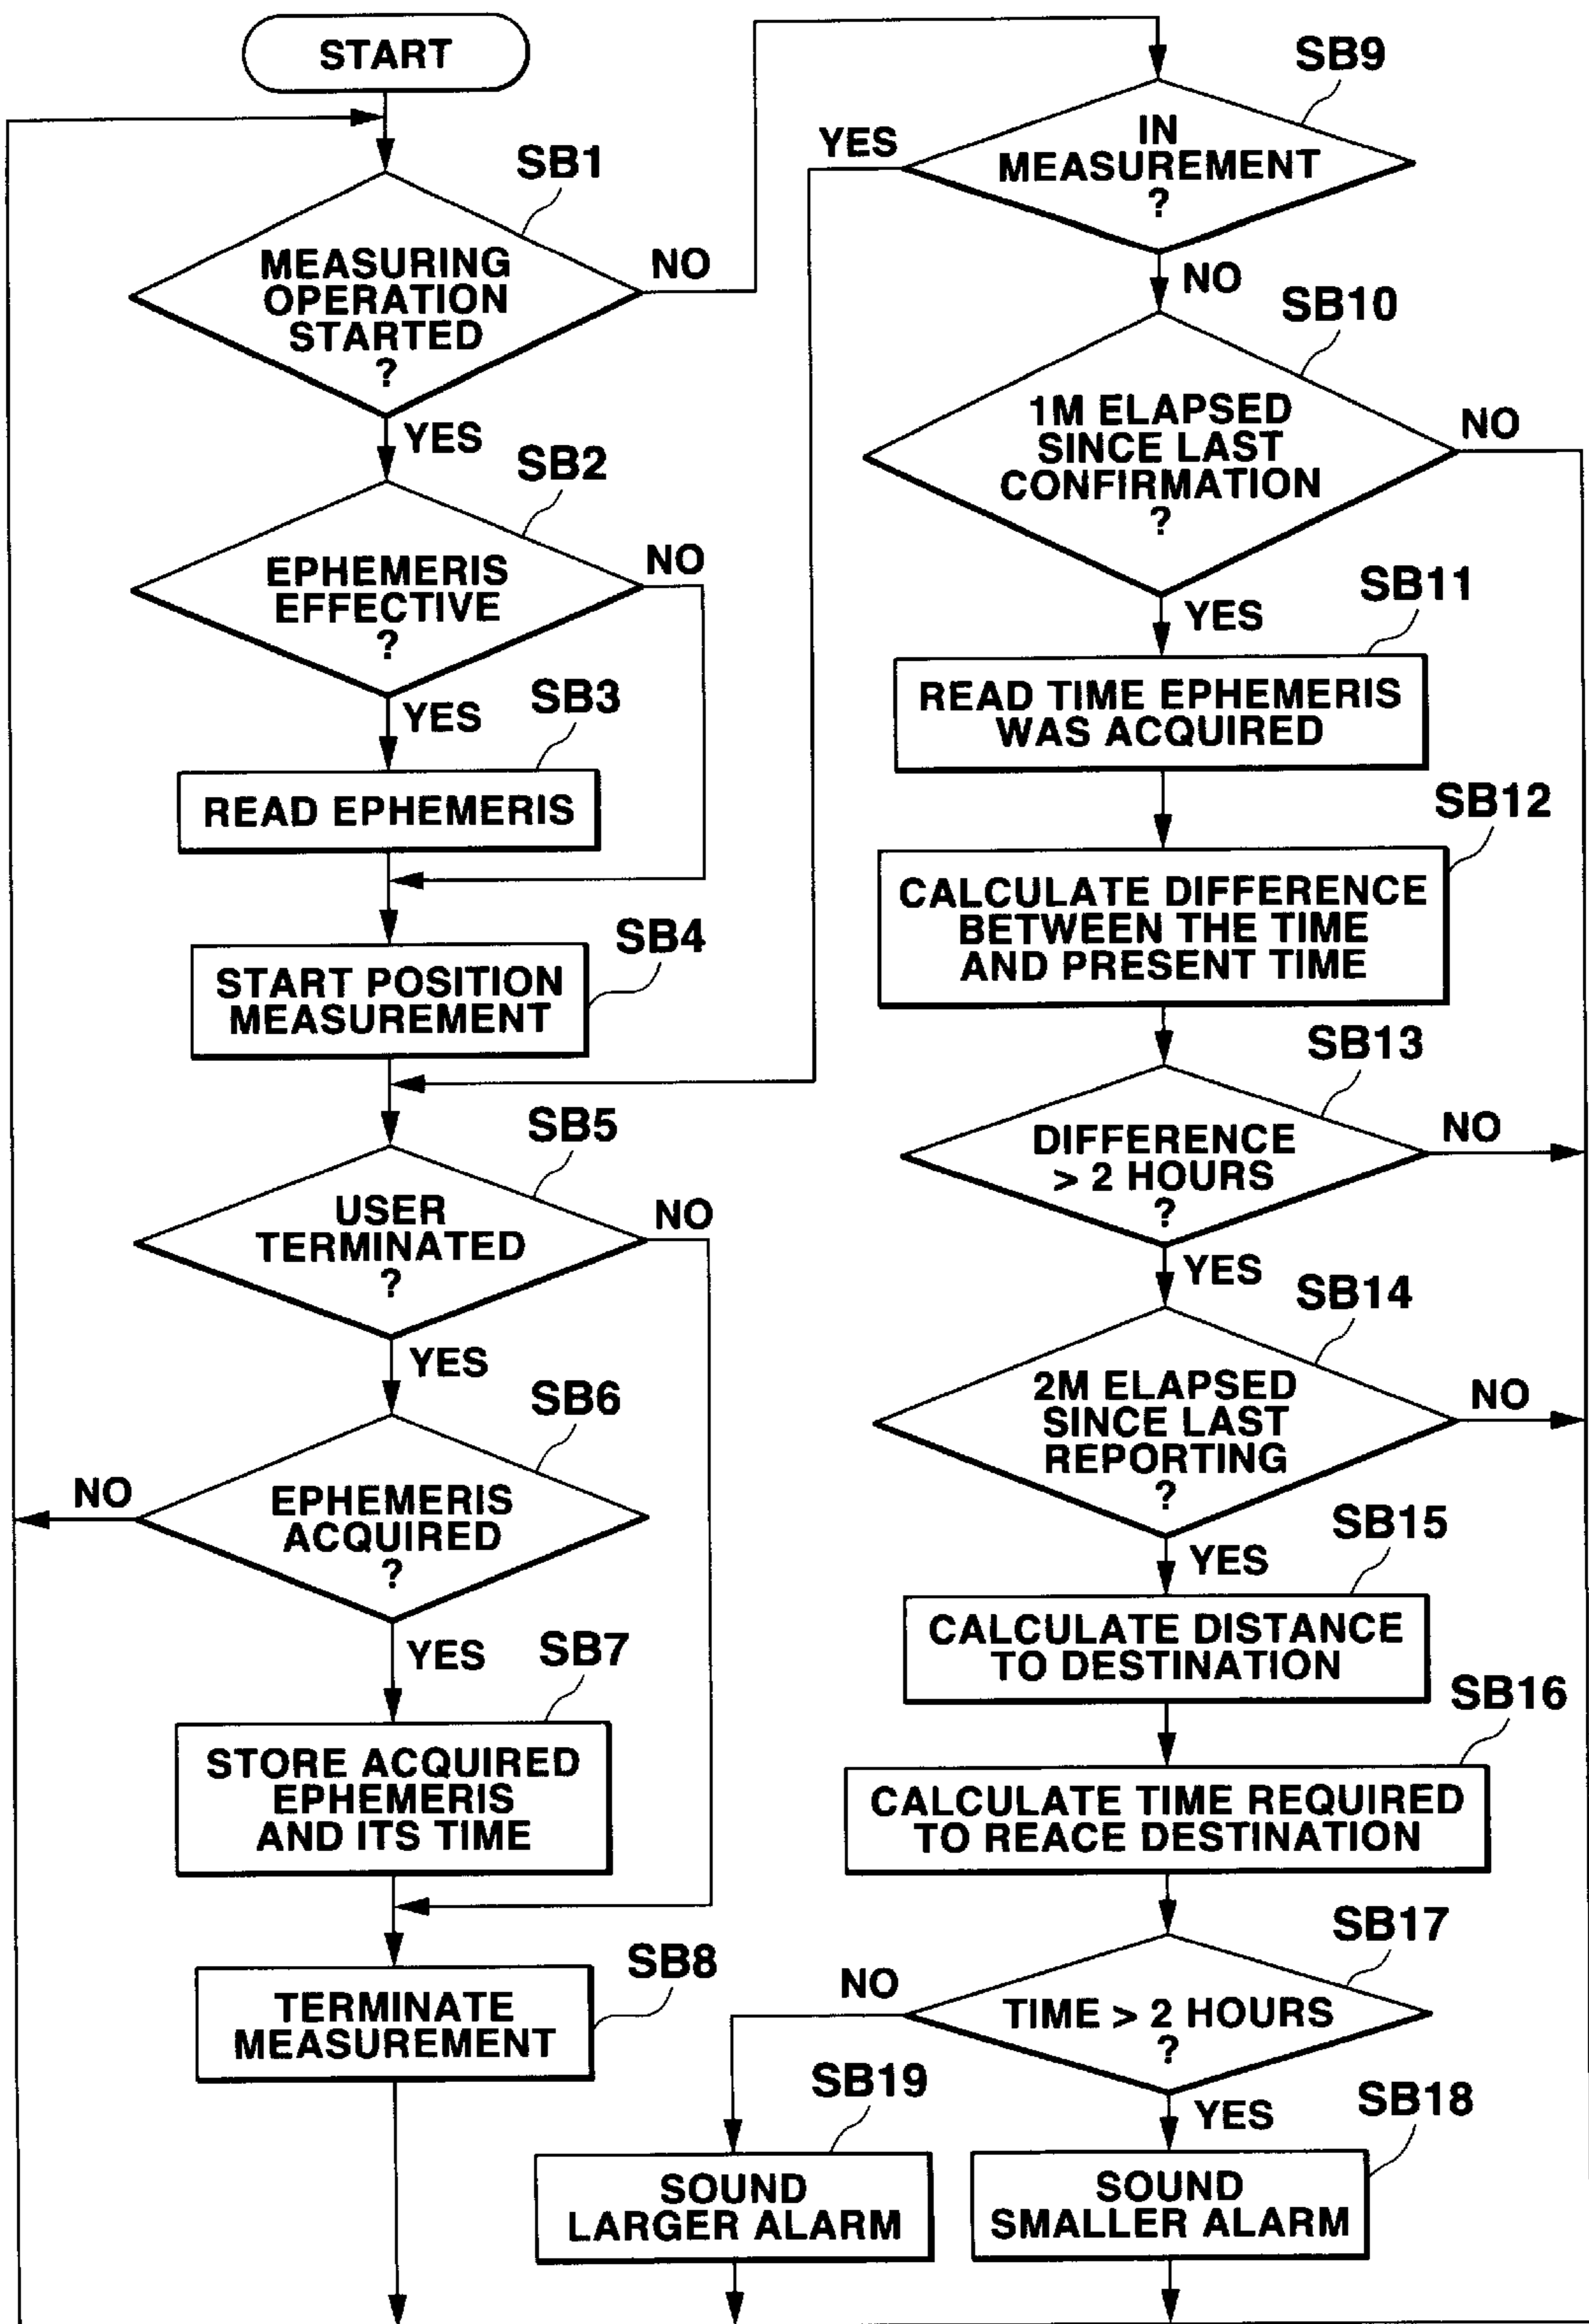 START
SB1
MEASURING
OPERATION
STARTED
?
NO
YES
SB2
EPHEMERIS
EFFECTIVE
?
NO
YES
SB3
READ EPHEMERIS
SB4
START POSITION
MEASUREMENT
SB5
USER
TERMINATED
?
NO
YES
SB6
EPHEMERIS
ACQUIRED
?
NO
YES
SB7
STORE ACQUIRED
EPHEMERIS
AND ITS TIME
SB8
TERMINATE
MEASUREMENT
SB9
IN
MEASUREMENT
?
YES
NO
SB10
1M ELAPSED
SINCE LAST
CONFIRMATION
?
NO
YES
SB11
READ TIME EPHEMERIS
WAS ACQUIRED
SB12
CALCULATE DIFFERENCE
BETWEEN THE TIME
AND PRESENT TIME
SB13
DIFFERENCE
> 2 HOURS
?
NO
YES
SB14
2M ELAPSED
SINCE LAST
REPORTING
?
NO
YES
SB15
CALCULATE DISTANCE
TO DESTINATION
SB16
CALCULATE TIME REQUIRED
TO REACE DESTINATION
SB17
TIME > 2 HOURS
?
NO
YES
SB19
SOUND
LARGER ALARM
SB18
SOUND
SMALLER ALARM